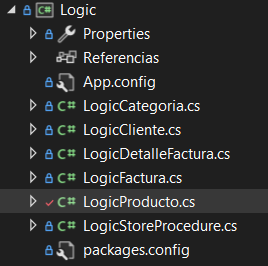 Logic
Properties
Referencias
App.config
LogicCategoria.cs
LogicCliente.cs
LogicDetalleFactura.cs
LogicFactura.cs
LogicProducto.cs
LogicStoreProcedure.cs
packages.config